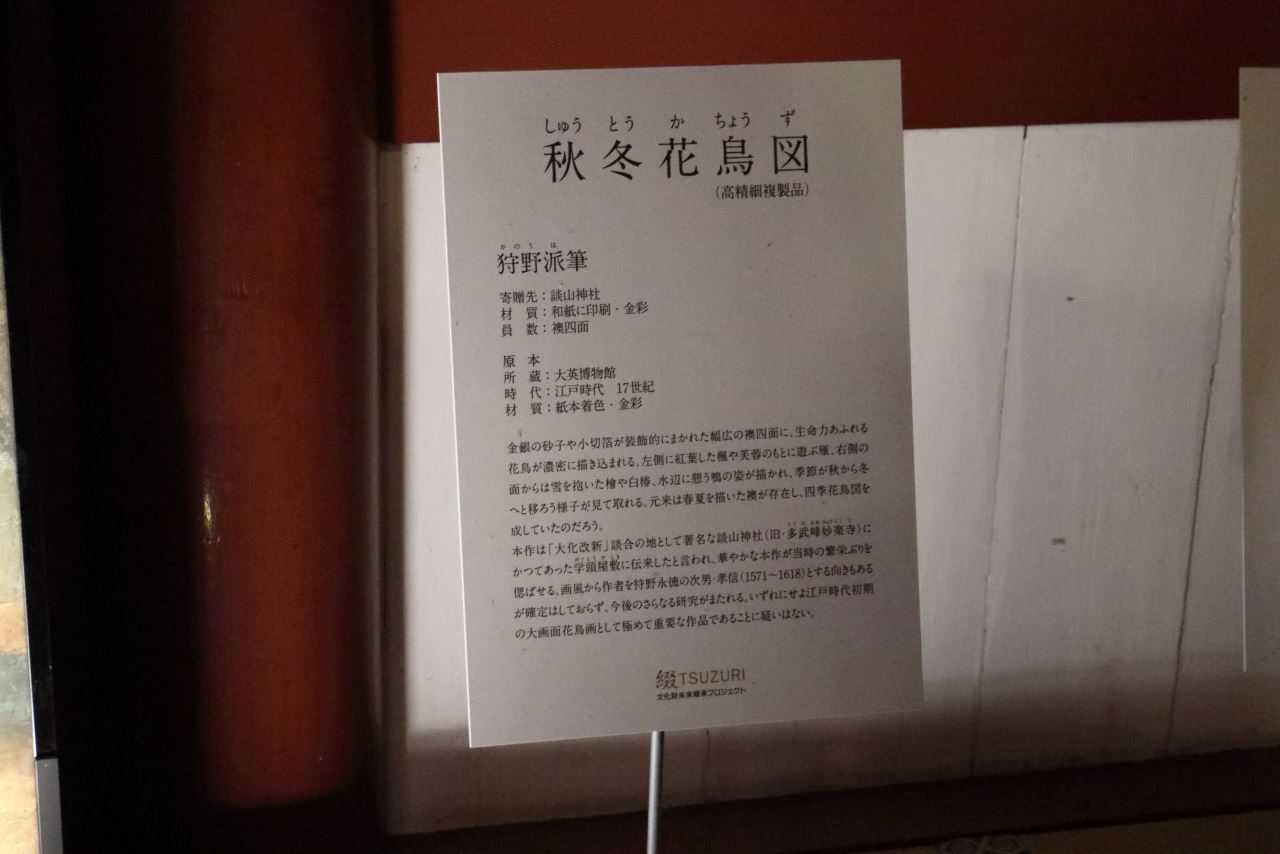 しゅう とう か ちょう ず
秋冬花鳥図
(高精細複製品)
かのう は
狩野派筆
寄贈先：談山神社
材　質：和紙に印刷・金彩
員　数：襖四面
原　本
所　蔵：大英博物館
時　代：江戸時代　17世紀
材　質：紙本着色・金彩
金銀の砂子や小切箔が装飾的にまかれた幅広の襖四面に、生命力あふれる
花鳥が濃密に描き込まれる。左側に紅葉した楓や芙蓉のもとに遊ぶ雁、右側の
面からは雪を抱いた檜や白椿、水辺に憩う鴨の姿が描かれ、季節が秋から冬
へと移ろう様子が見て取れる。元来は春夏を描いた襖が存在し、四季花鳥図を
成していたのだろう。
本作は「大化改新」談合の地として著名な談山神社(旧・多武峰妙楽寺)に
かつてあった学頭屋敷に伝来したと言われ、華やかな本作が当時の繁栄ぶりを
偲ばせる。画風から作者を狩野永徳の次男・孝信(1571〜1618)とする向きもある
が確定はしておらず、今後のさらなる研究がまたれる。いずれにせよ江戸時代初期
の大画面花鳥画として極めて重要な作品であることに疑いはない。
綴TSUZURI
文化財未来継承プロジェクト